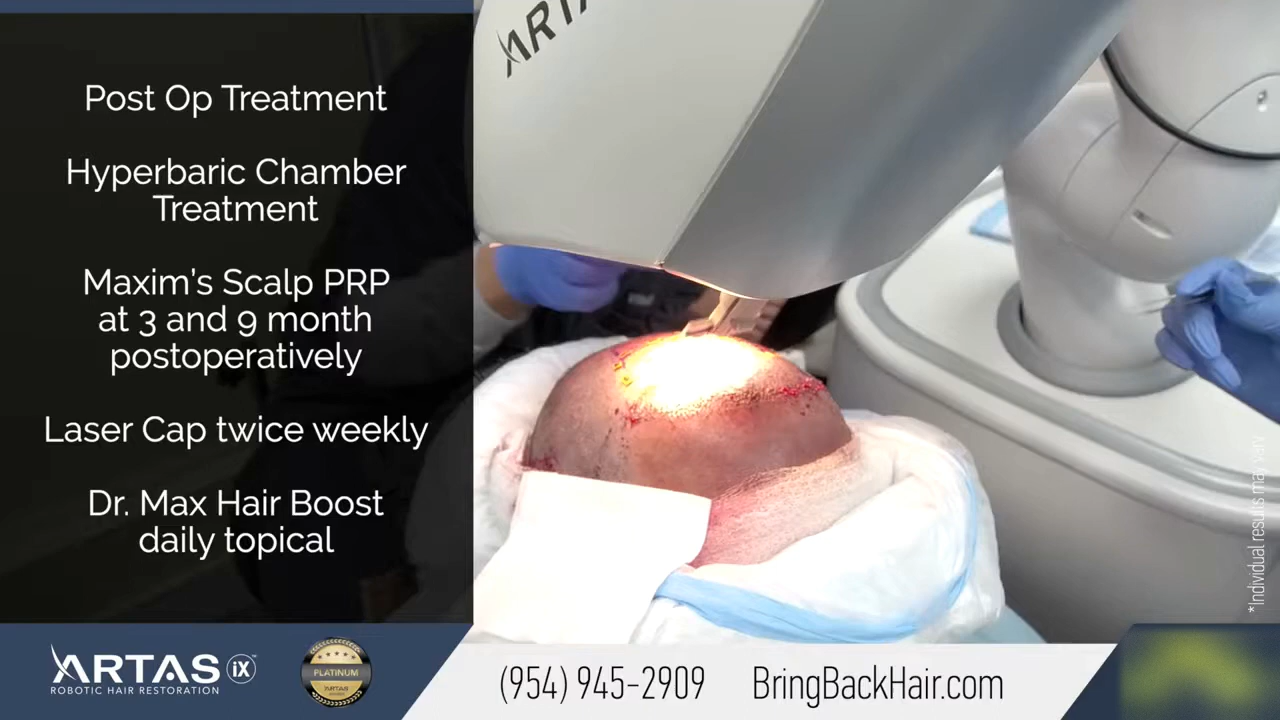 Post Op Treatment
Hyperbaric Chamber
Treatment
Maxim's Scalp PRP
at 3 and 9 month
postoperatively
Laser Cap twice weekly
Dr. Max Hair Boost
daily topical
ARTAS
*Individual results may vary
ARTAS iX™
ROBOTIC HAIR RESTORATION
PLATINUM
ARTAS
(954) 945-2909
BringBackHair.com